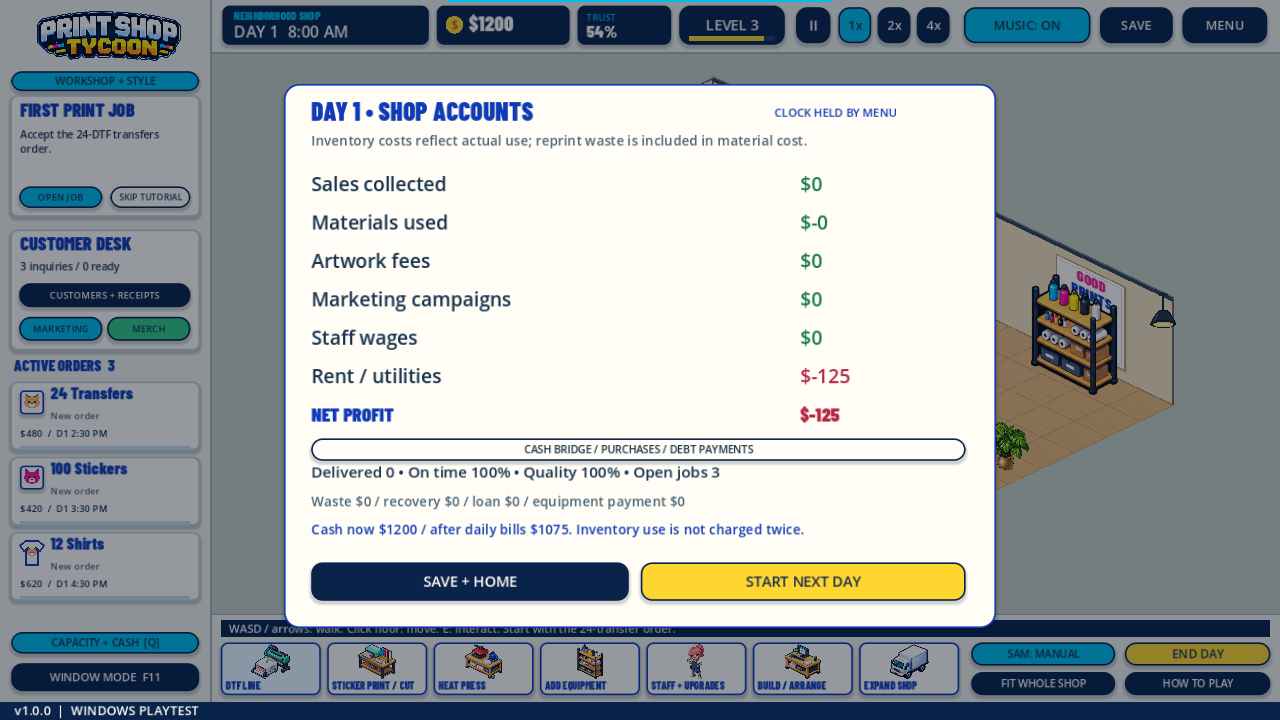 PRINT SHOP
TYCOON
NEIGHBORHOOD SHOP
DAY 1 8:00 AM
$
$1200
TRUST
54%
LEVEL 3
II
1x
2x
4x
MUSIC: ON
SAVE
MENU
WORKSHOP + STYLE
FIRST PRINT JOB
Accept the 24-DTF transfers
order.
OPEN JOB
SKIP TUTORIAL
CUSTOMER DESK
3 inquiries / 0 ready
CUSTOMERS + RECEIPTS
MARKETING
MERCH
ACTIVE ORDERS 3
24 Transfers
New order
$480 / D1 2:30 PM
100 Stickers
New order
$420 / D1 3:30 PM
12 Shirts
New order
$620 / D1 4:30 PM
CAPACITY + CASH [Q]
WINDOW MODE F11
v1.0.0 | WINDOWS PLAYTEST
DAY 1 • SHOP ACCOUNTS
CLOCK HELD BY MENU
Inventory costs reflect actual use; reprint waste is included in material cost.
Sales collected $0
Materials used $-0
Artwork fees $0
Marketing campaigns $0
Staff wages $0
Rent / utilities $-125
NET PROFIT $-125
CASH BRIDGE / PURCHASES / DEBT PAYMENTS
Delivered 0 • On time 100% • Quality 100% • Open jobs 3
Waste $0 / recovery $0 / loan $0 / equipment payment $0
Cash now $1200 / after daily bills $1075. Inventory use is not charged twice.
SAVE + HOME
START NEXT DAY
GOOD
PRINTS
WASD / arrows: walk. Click floor: move. E: interact. Start with the 24-transfer order.
DTF LINE
STICKER PRINT / CUT
HEAT PRESS
ADD EQUIPMENT
STAFF + UPGRADES
BUILD / ARRANGE
EXPAND SHOP
SAM: MANUAL
END DAY
FIT WHOLE SHOP
HOW TO PLAY